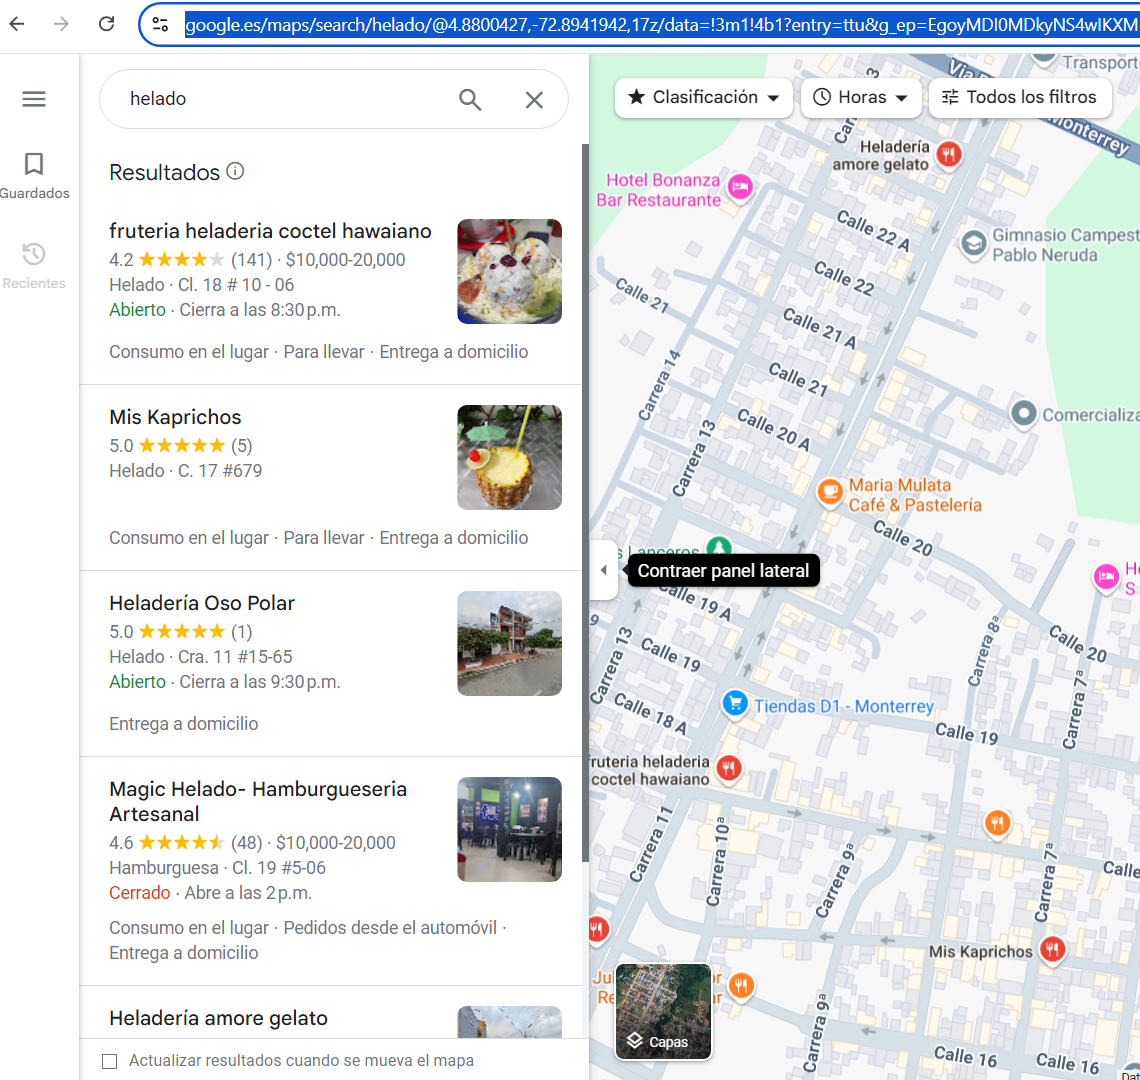 google.es/maps/search/helado/@4.8800427,-72.8941942,17z/data=!3m1!4b1?entry=ttu&g_ep=EgoyMDI0MDkyNS4wIKXM
Guardados
Recientes
helado
Resultados
fruteria heladeria coctel hawaiano
4.2 (141) · $10,000-20,000
Helado · Cl. 18 # 10 - 06
Abierto · Cierra a las 8:30 p.m.
Consumo en el lugar · Para llevar · Entrega a domicilio
Mis Kaprichos
5.0 (5)
Helado · C. 17 #679
Consumo en el lugar · Para llevar · Entrega a domicilio
Heladería Oso Polar
5.0 (1)
Helado · Cra. 11 #15-65
Abierto · Cierra a las 9:30 p.m.
Entrega a domicilio
Magic Helado- Hamburgueseria
Artesanal
4.6 (48) · $10,000-20,000
Hamburguesa · Cl. 19 #5-06
Cerrado · Abre a las 2 p.m.
Consumo en el lugar · Pedidos desde el automóvil ·
Entrega a domicilio
Heladería amore gelato
Actualizar resultados cuando se mueva el mapa
Clasificación
Horas
Todos los filtros
Transport
Monterrey
Heladería
amore gelato
Hotel Bonanza
Bar Restaurante
Calle 22 A
Gimnasio Campest
Pablo Neruda
Calle 22
Calle 21
Calle 21 A
Carrera 14
Calle 21
Comercializa
Calle 20 A
Carrera 13
Maria Mulata
Café & Pastelería
Calle 20
Lanceros
Contraer panel lateral
Calle 19 A
Carrera 8ª
Calle 20
Carrera 13
Calle 19
Carrera 7ª
Calle 18 A
Tiendas D1 - Monterrey
Calle 19
fruteria heladeria
coctel hawaiano
Carrera 11
Carrera 10ª
Carrera 9ª
Carrera 7ª
Calle
Mis Kaprichos
Capas
Carrera 9ª
Calle 16
Calle 16